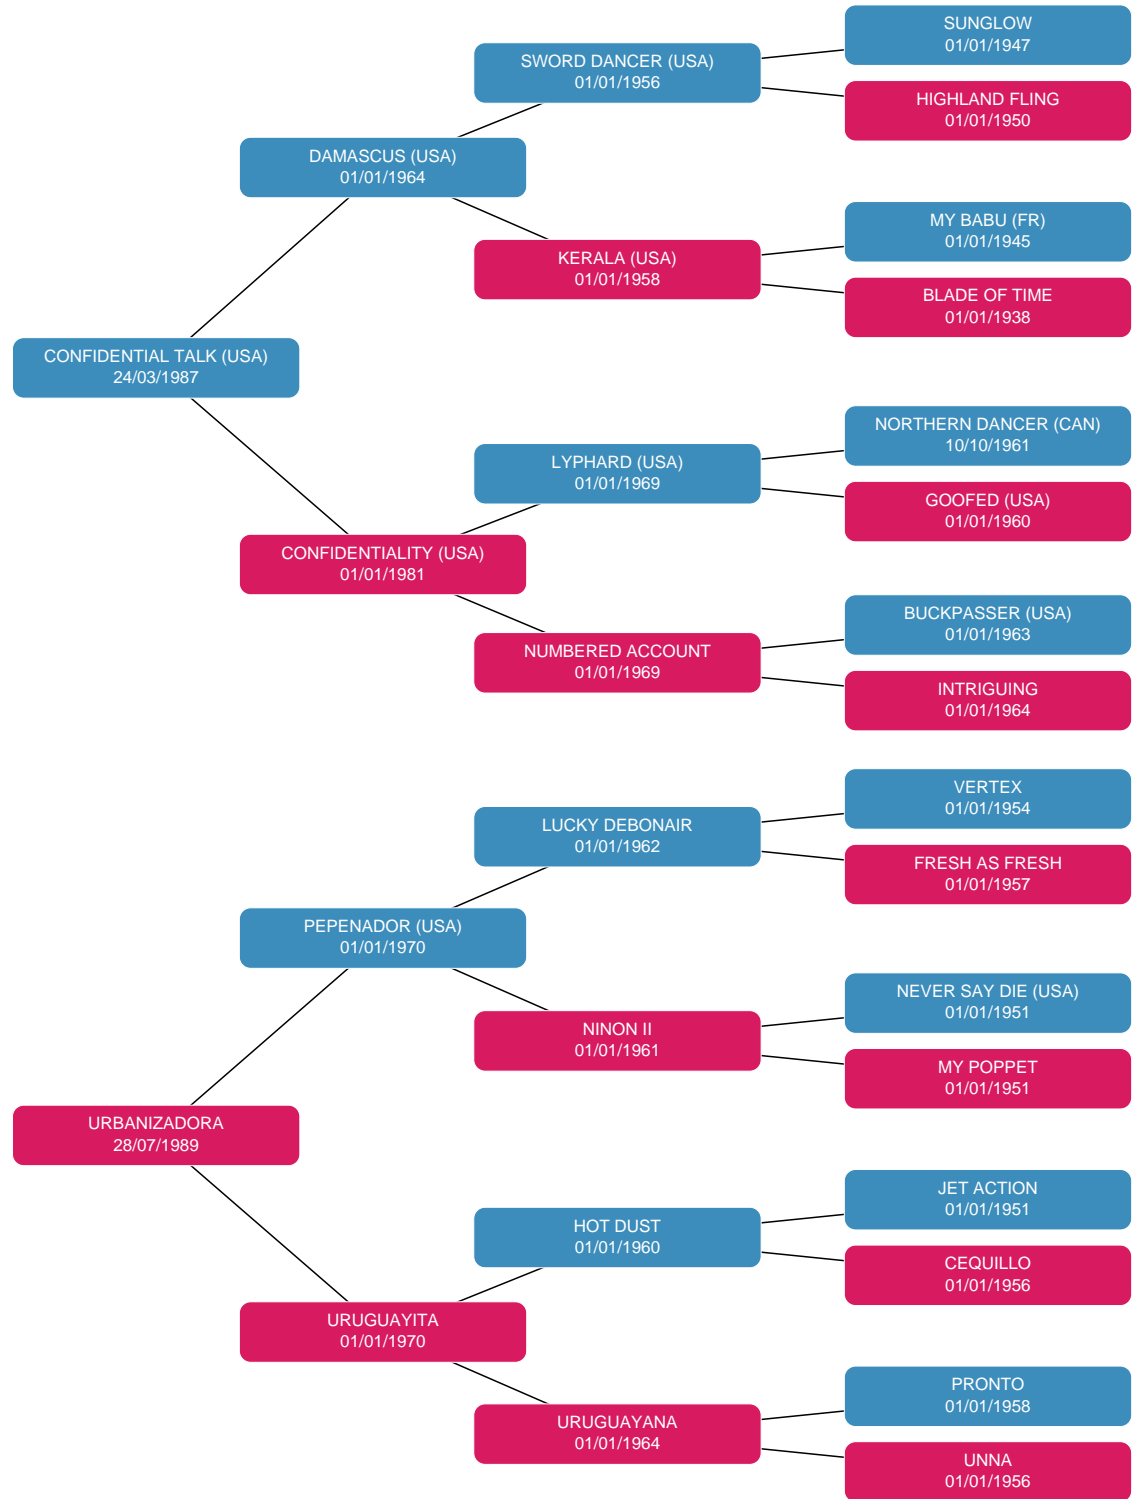 SUNGLOW
01/01/1947
SWORD DANCER (USA)
01/01/1956
HIGHLAND FLING
01/01/1950
DAMASCUS (USA)
01/01/1964
MY BABU (FR)
01/01/1945
KERALA (USA)
01/01/1958
BLADE OF TIME
01/01/1938
CONFIDENTIAL TALK (USA)
24/03/1987
NORTHERN DANCER (CAN)
10/10/1961
LYPHARD (USA)
01/01/1969
GOOFED (USA)
01/01/1960
CONFIDENTIALITY (USA)
01/01/1981
BUCKPASSER (USA)
01/01/1963
NUMBERED ACCOUNT
01/01/1969
INTRIGUING
01/01/1964
VERTEX
01/01/1954
LUCKY DEBONAIR
01/01/1962
FRESH AS FRESH
01/01/1957
PEPENADOR (USA)
01/01/1970
NEVER SAY DIE (USA)
01/01/1951
NINON II
01/01/1961
MY POPPET
01/01/1951
URBANIZADORA
28/07/1989
JET ACTION
01/01/1951
HOT DUST
01/01/1960
CEQUILLO
01/01/1956
URUGUAYITA
01/01/1970
PRONTO
01/01/1958
URUGUAYANA
01/01/1964
UNNA
01/01/1956